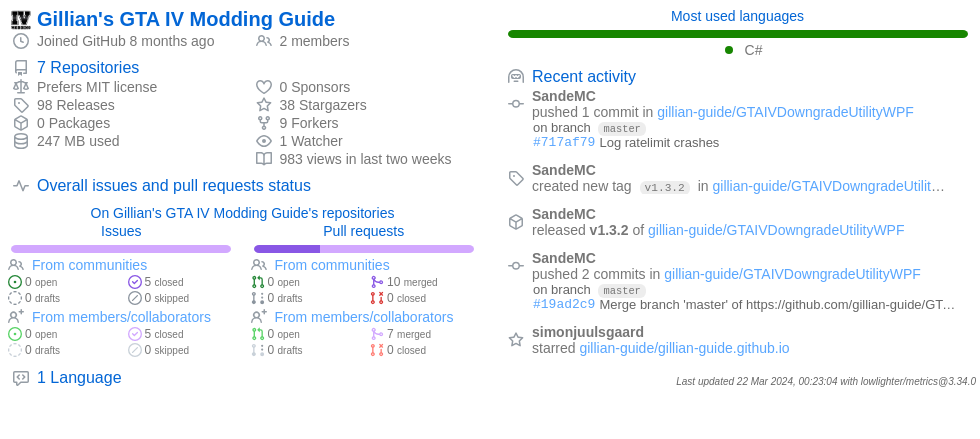 Gillian's GTA IV Modding Guide
Joined GitHub 8 months ago
2 members
7 Repositories
Prefers MIT license
0 Sponsors
98 Releases
38 Stargazers
0 Packages
9 Forkers
247 MB used
1 Watcher
983 views in last two weeks
Overall issues and pull requests status
On Gillian's GTA IV Modding Guide's repositories
Issues
Pull requests
From communities
From communities
0 open
5 closed
0 open
10 merged
0 drafts
0 skipped
0 drafts
0 closed
From members/collaborators
From members/collaborators
0 open
5 closed
0 open
7 merged
0 drafts
0 skipped
0 drafts
0 closed
1 Language
Most used languages
C#
Recent activity
SandeMC
pushed 1 commit in gillian-guide/GTAIVDowngradeUtilityWPF
on branch master
#717af79 Log ratelimit crashes
SandeMC
created new tag v1.3.2 in gillian-guide/GTAIVDowngradeUtilit…
SandeMC
released v1.3.2 of gillian-guide/GTAIVDowngradeUtilityWPF
SandeMC
pushed 2 commits in gillian-guide/GTAIVDowngradeUtilityWPF
on branch master
#19ad2c9 Merge branch 'master' of https://github.com/gillian-guide/GT…
simonjuulsgaard
starred gillian-guide/gillian-guide.github.io
Last updated 22 Mar 2024, 00:23:04 with lowlighter/metrics@3.34.0